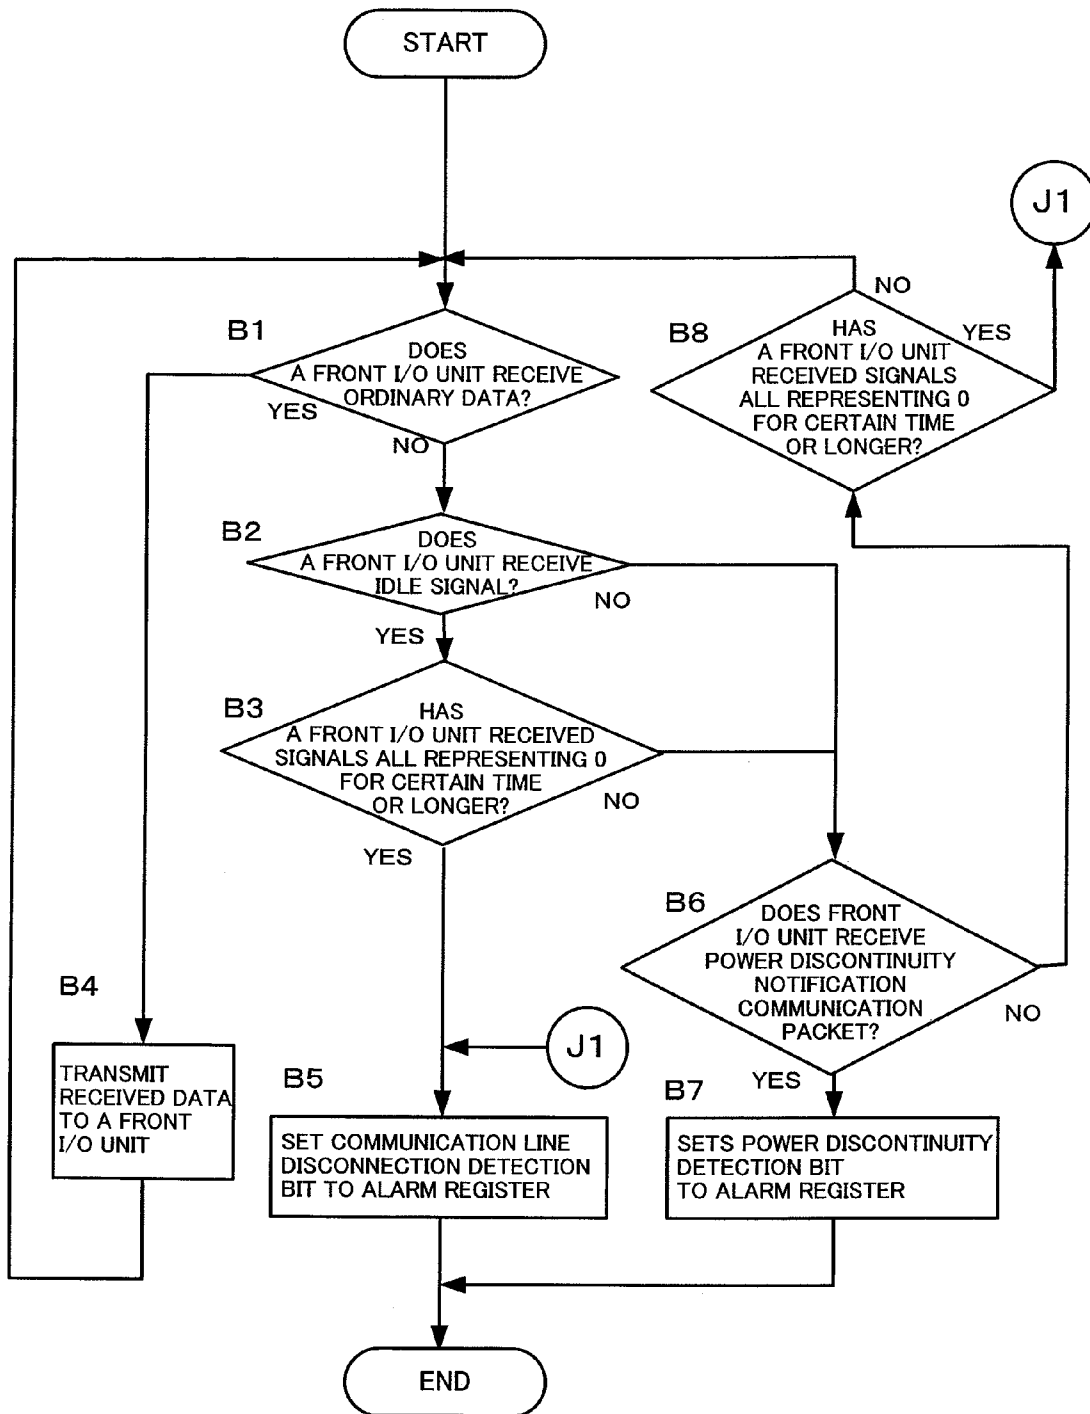 START
J1
B1
DOES
A FRONT I/O UNIT RECEIVE
ORDINARY DATA?
YES
NO
B8
HAS
A FRONT I/O UNIT
RECEIVED SIGNALS
ALL REPRESENTING 0
FOR CERTAIN TIME
OR LONGER?
NO
YES
B2
DOES
A FRONT I/O UNIT RECEIVE
IDLE SIGNAL?
NO
YES
B3
HAS
A FRONT I/O UNIT RECEIVED
SIGNALS ALL REPRESENTING 0
FOR CERTAIN TIME
OR LONGER?
NO
YES
B6
DOES FRONT
I/O UNIT RECEIVE
POWER DISCONTINUITY
NOTIFICATION
COMMUNICATION
PACKET?
NO
YES
B4
TRANSMIT
RECEIVED DATA
TO A FRONT
I/O UNIT
J1
B5
SET COMMUNICATION LINE
DISCONNECTION DETECTION
BIT TO ALARM REGISTER
B7
SETS POWER DISCONTINUITY
DETECTION BIT
TO ALARM REGISTER
END